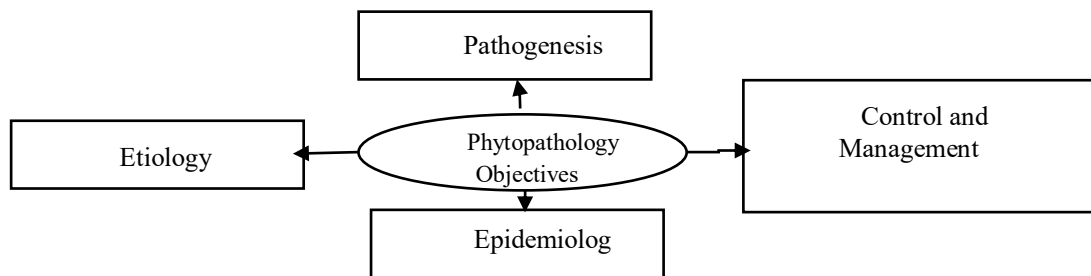 Pathogenesis
Control and
Management
Etiology
Phytopathology
Objectives
Epidemiolog